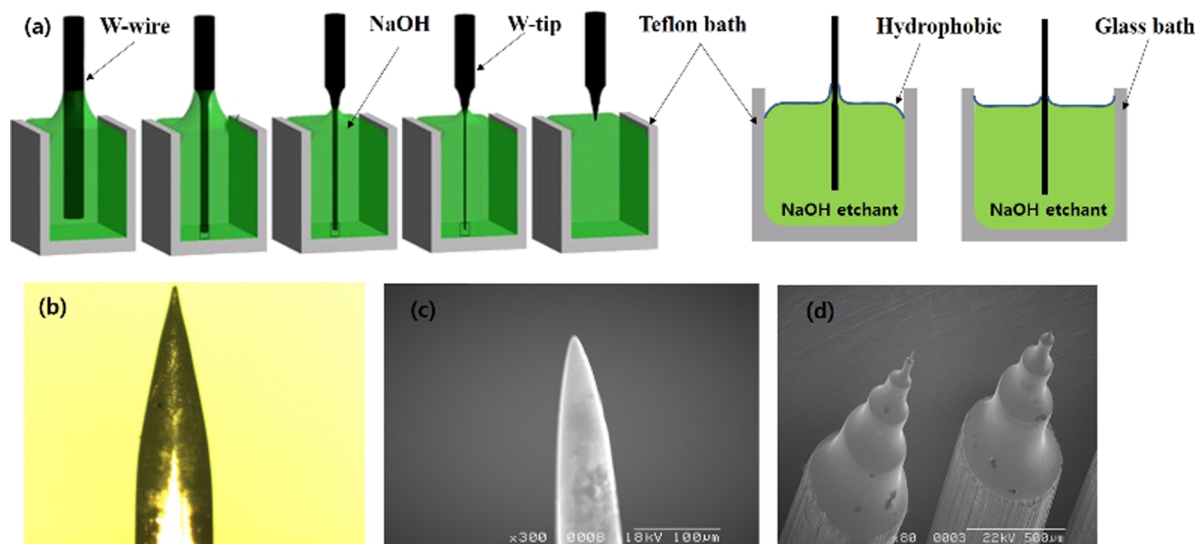 (a)
W-wire
NaOH
W-tip
Teflon bath
Hydrophobic
Glass bath
NaOH etchant
NaOH etchant
(b)
(c)
x300 0008 18kV 100µm
(d)
x80 0003 22kV 500µm